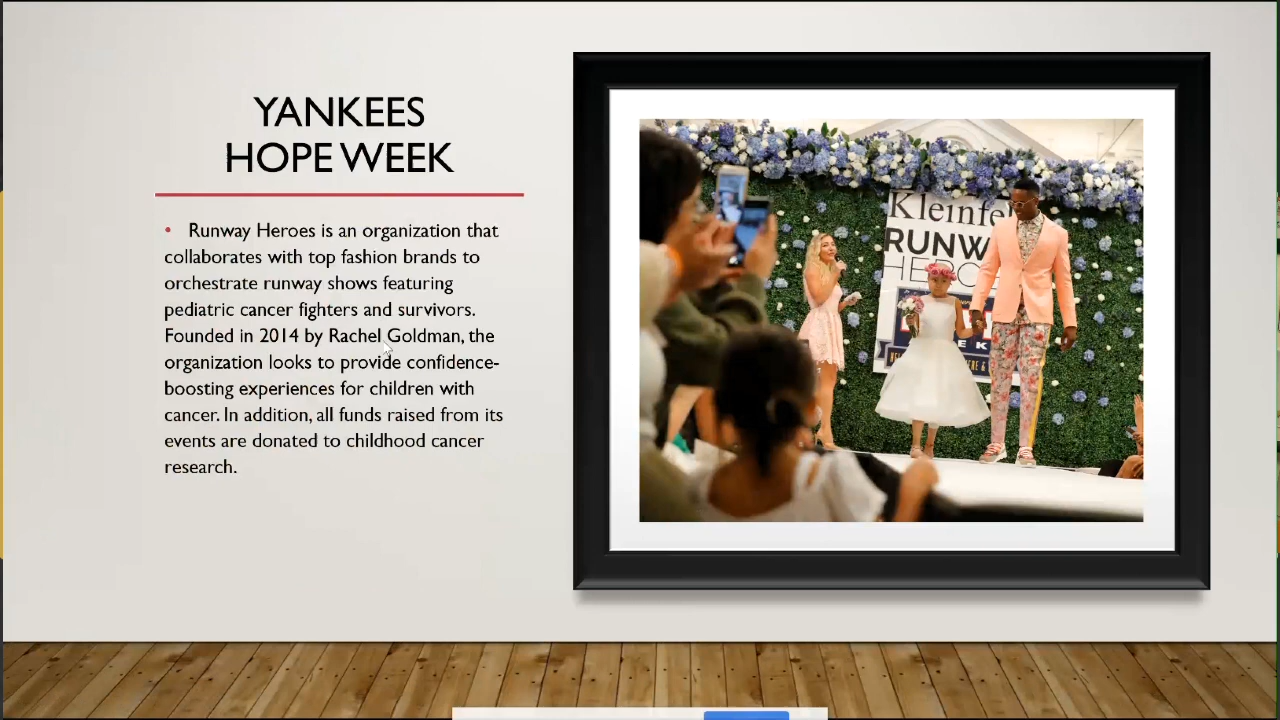 YANKEES
HOPE WEEK
• Runway Heroes is an organization that
collaborates with top fashion brands to
orchestrate runway shows featuring
pediatric cancer fighters and survivors.
Founded in 2014 by Rachel Goldman, the
organization looks to provide confidence-
boosting experiences for children with
cancer. In addition, all funds raised from its
events are donated to childhood cancer
research.
Kleinfe
RUNW
HERO